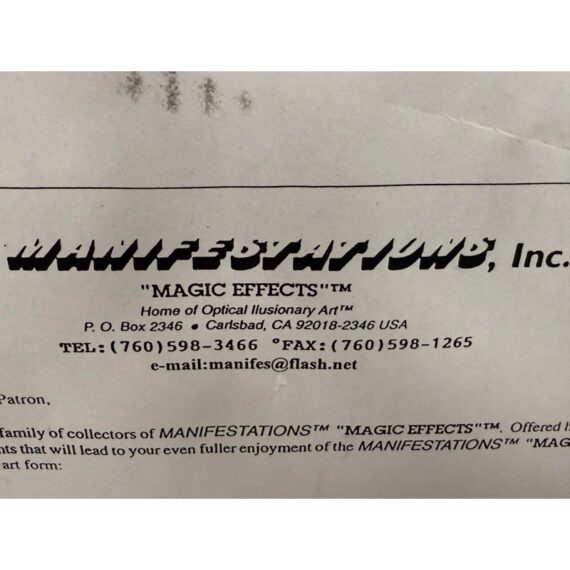 MANIFESTATIONS, Inc.
"MAGIC EFFECTS"™
Home of Optical Ilusionary Art™
P. O. Box 2346 • Carlsbad, CA 92018-2346 USA
TEL:(760)598-3466 °FAX:(760)598-1265
e-mail:manifes@flash.net
Patron,
family of collectors of MANIFESTATIONS™ "MAGIC EFFECTS"™. Offered
that will lead to your even fuller enjoyment of the MANIFESTATIONS™ "MAG
art form: